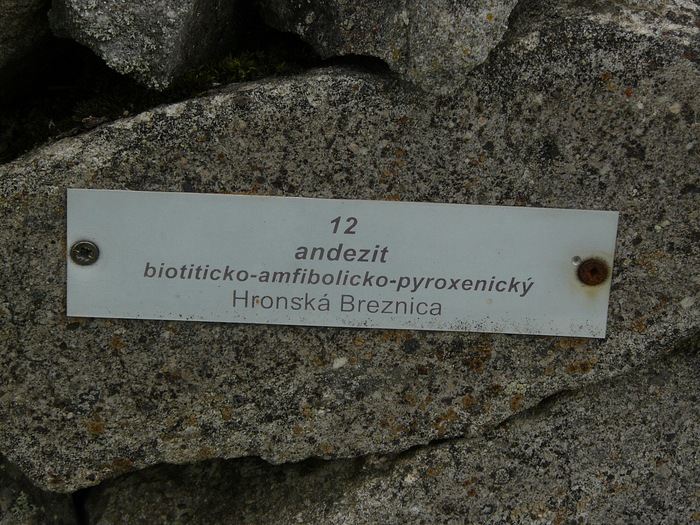 12
andezit
biotiticko-amfibolicko-pyroxenický
Hronská Breznica